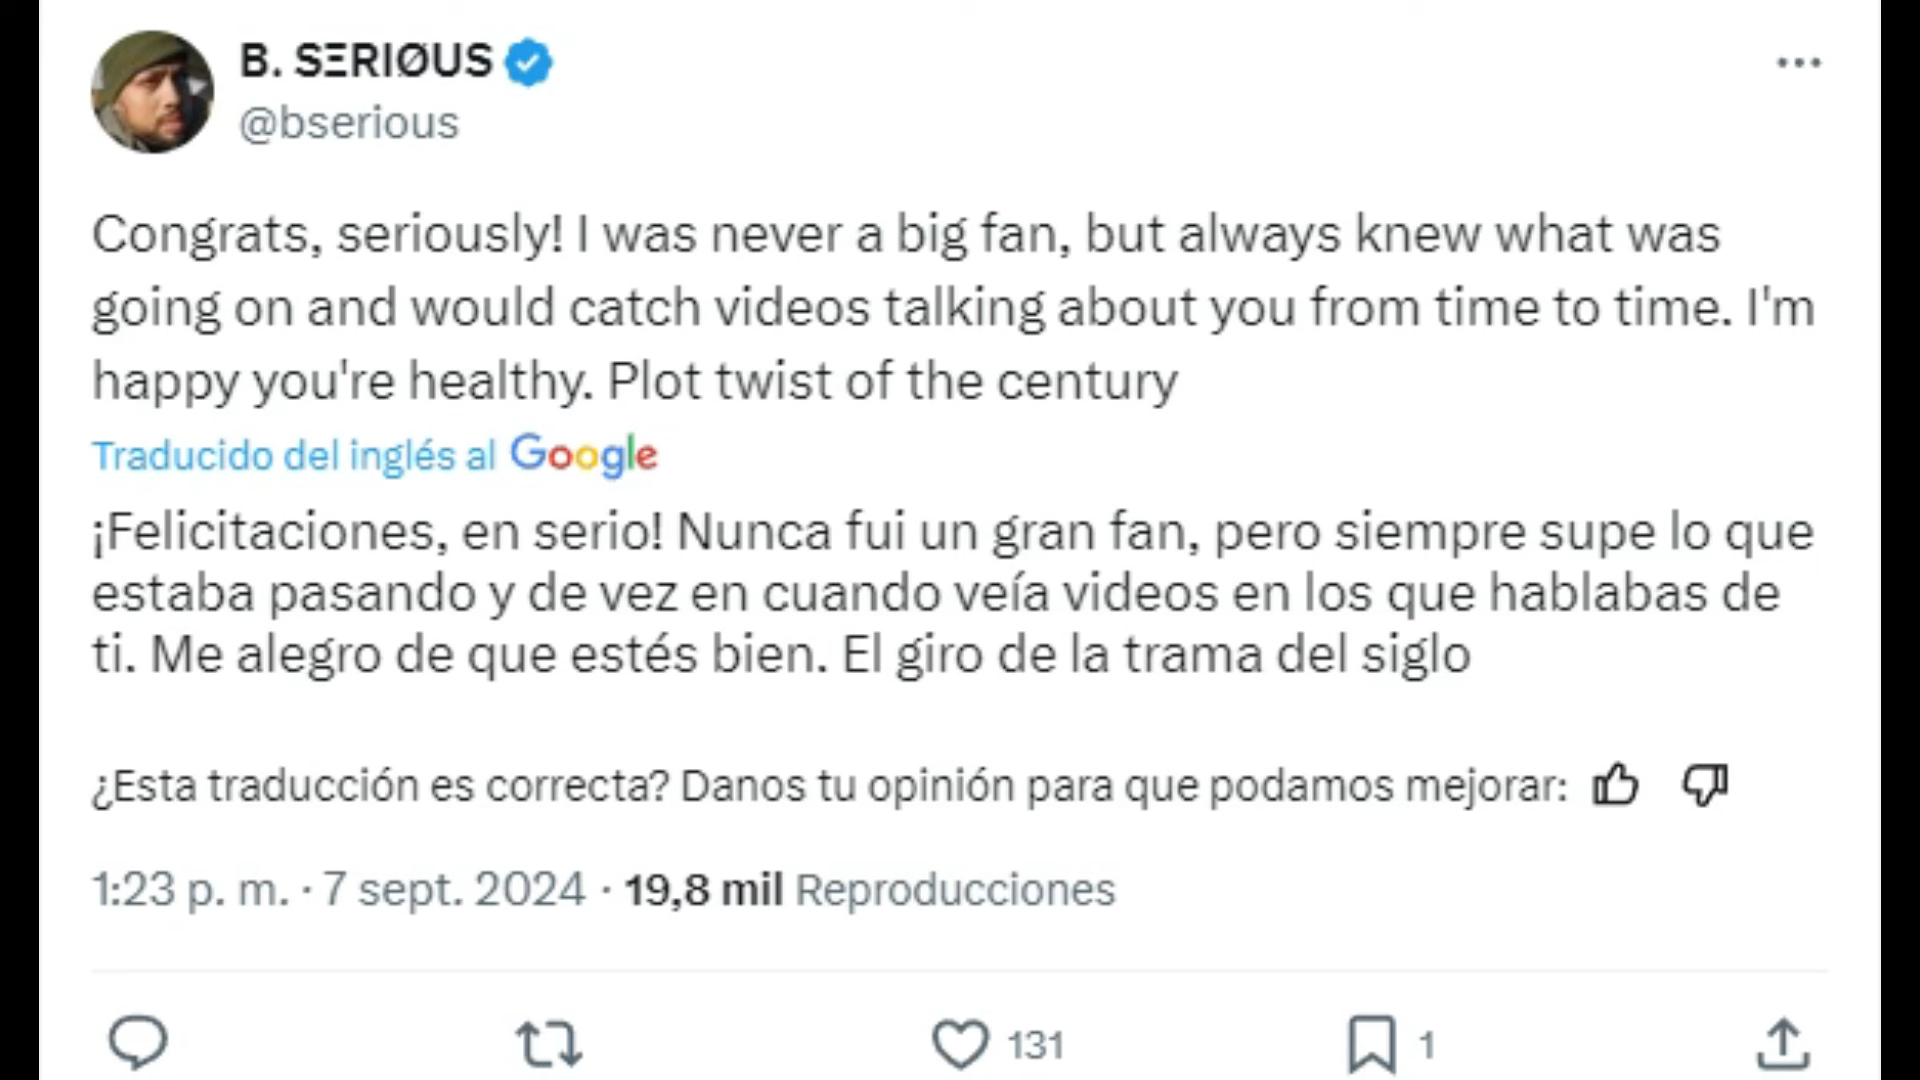 B. SΞRIØUS
@bserious
Congrats, seriously! I was never a big fan, but always knew what was
going on and would catch videos talking about you from time to time. I'm
happy you're healthy. Plot twist of the century
Traducido del inglés al Google
¡Felicitaciones, en serio! Nunca fui un gran fan, pero siempre supe lo que
estaba pasando y de vez en cuando veía videos en los que hablabas de
ti. Me alegro de que estés bien. El giro de la trama del siglo
¿Esta traducción es correcta? Danos tu opinión para que podamos mejorar:
1:23 p. m. · 7 sept. 2024 · 19,8 mil Reproducciones
131 1